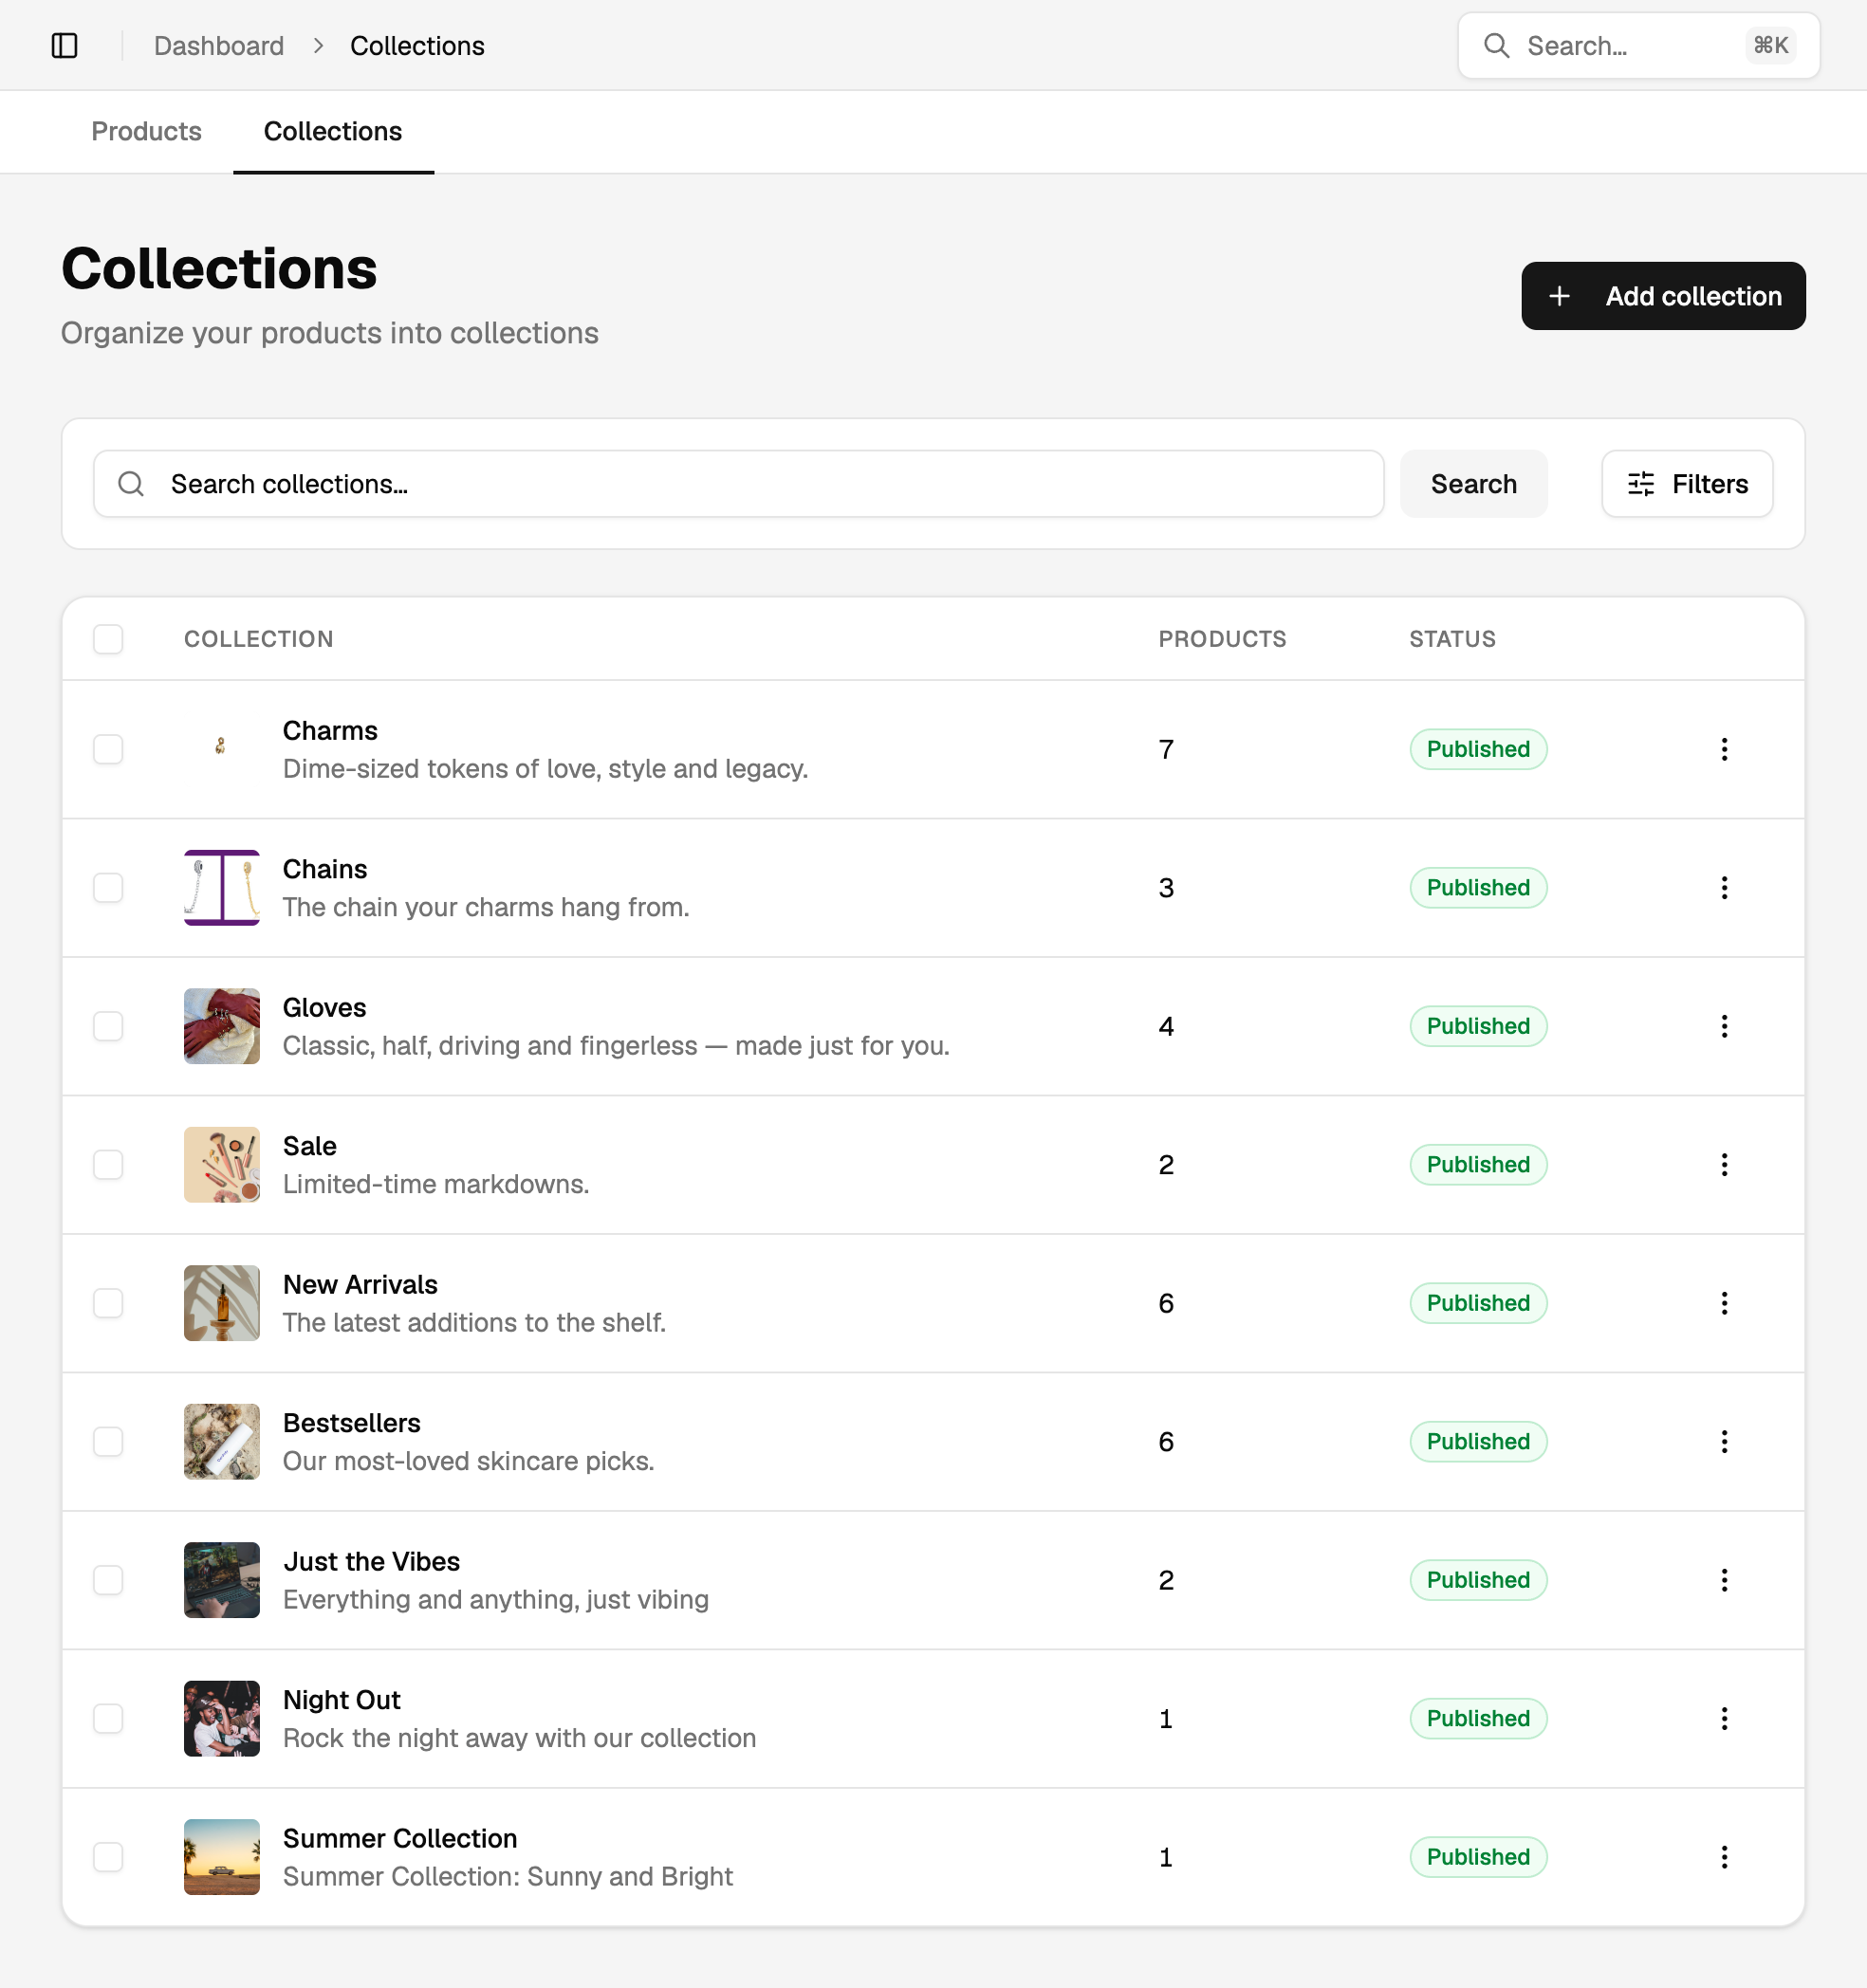 Dashboard > Collections
Search... ⌘K
Products Collections
Collections
Organize your products into collections
+ Add collection
Search collections...
Search
Filters
COLLECTION PRODUCTS STATUS
Charms
Dime-sized tokens of love, style and legacy.
7
Published
Chains
The chain your charms hang from.
3
Published
Gloves
Classic, half, driving and fingerless — made just for you.
4
Published
Sale
Limited-time markdowns.
2
Published
New Arrivals
The latest additions to the shelf.
6
Published
Bestsellers
Our most-loved skincare picks.
6
Published
Just the Vibes
Everything and anything, just vibing
2
Published
Night Out
Rock the night away with our collection
1
Published
Summer Collection
Summer Collection: Sunny and Bright
1
Published